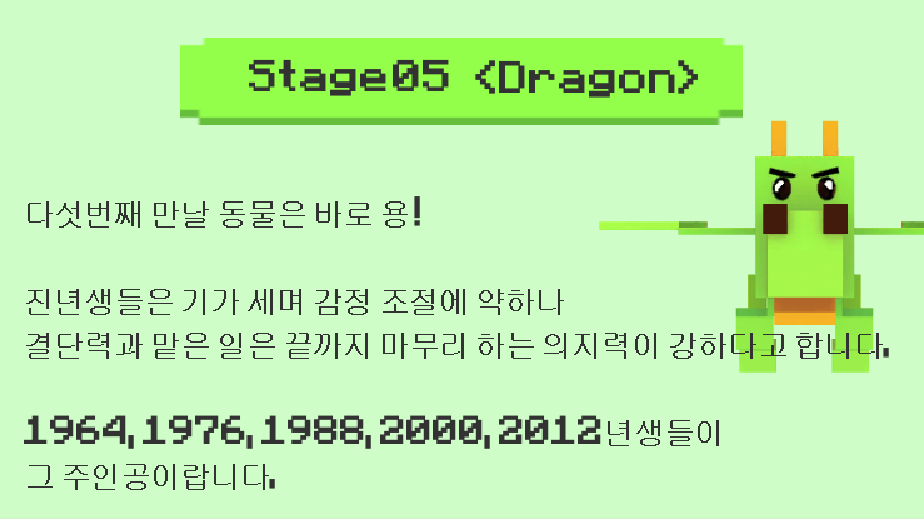 Stage05 <Dragon>
다섯번째 만날 동물은 바로 용!
진년생들은 기가 세며 감정 조절에 약하나
결단력과 맡은 일은 끝까지 마무리 하는 의지력이 강하다고 합니다.
1964,1976,1988,2000,2012년생들이
그 주인공이랍니다.